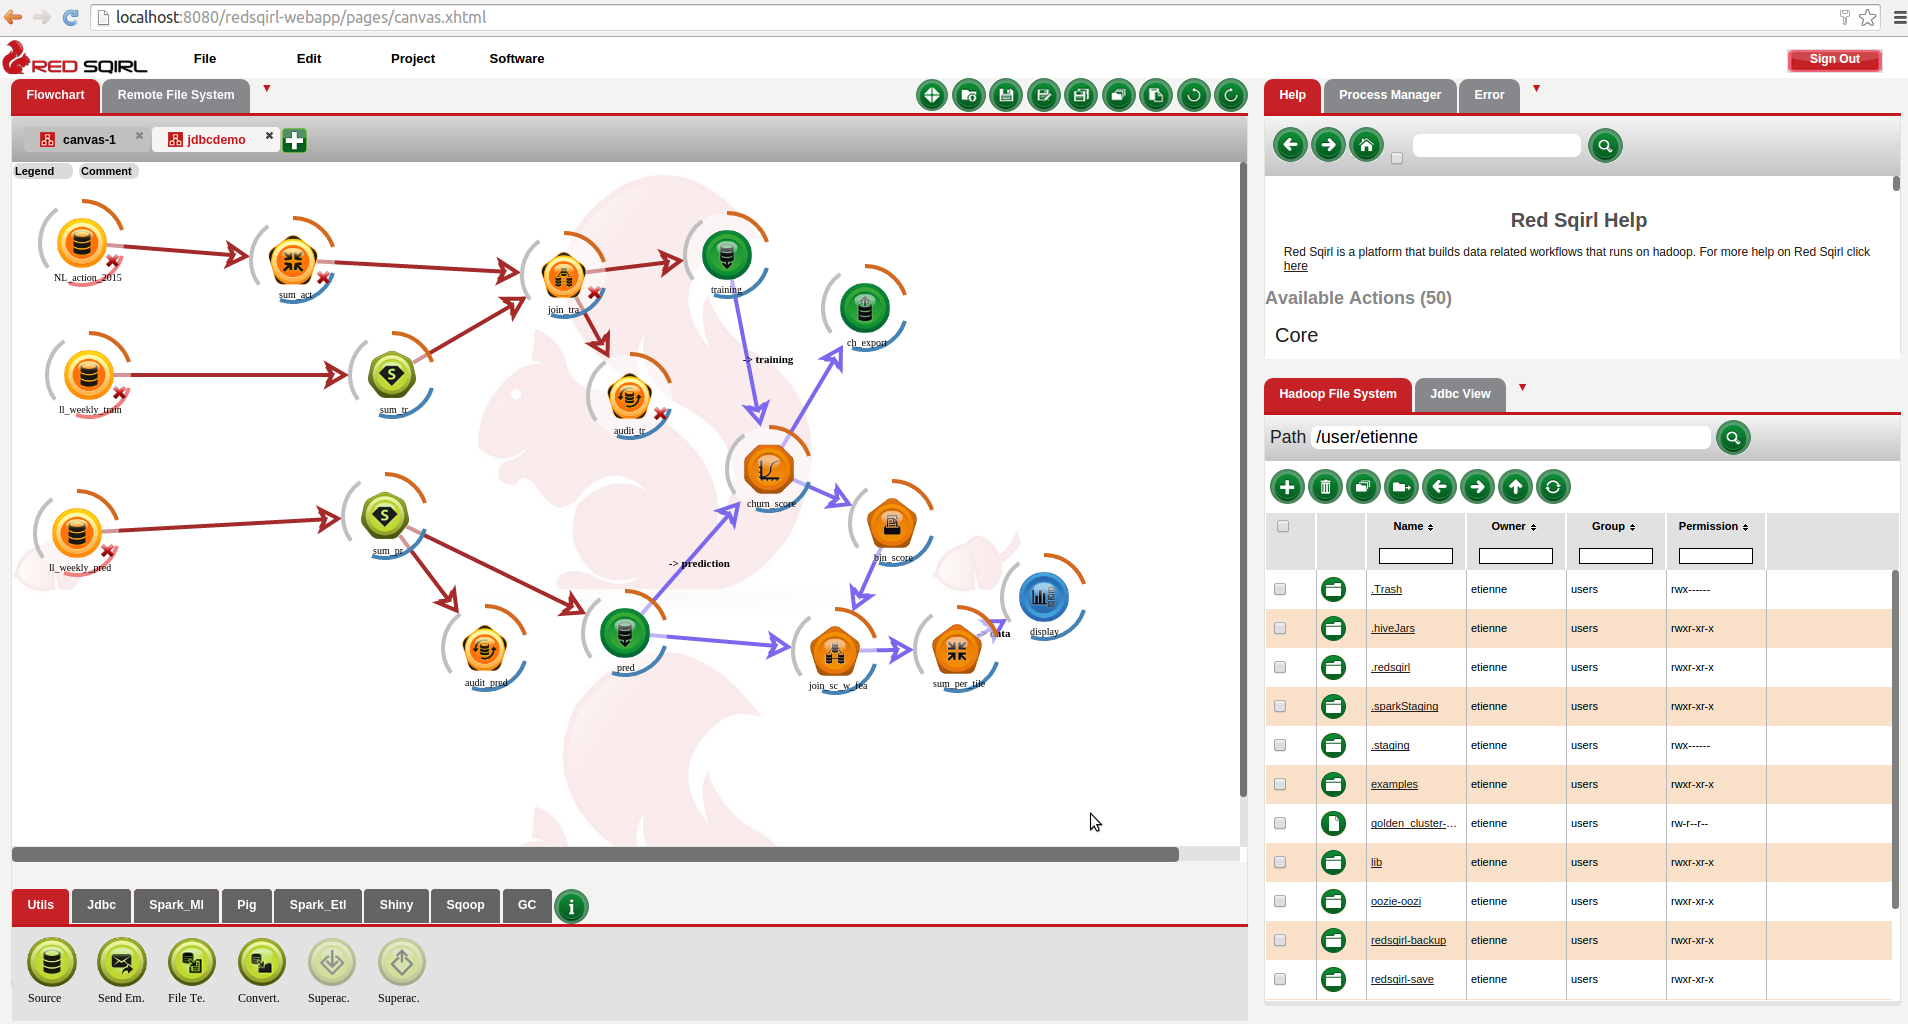 localhost:8080/redsqirl-webapp/pages/canvas.xhtml
RED SQIRL
File
Edit
Project
Software
Sign Out
Flowchart
Remote File System
canvas-1
jdbcdemo
Legend
Comment
NL_action_2015
sum_act
join_tra
training
ch_export
-> training
ll_weekly_train
sum_tr
audit_tr
churn_score
bin_score
ll_weekly_pred
sum_pr
-> prediction
audit_pred
pred
join_sc_w_fea
sum_per_tile
data
display
Utils
Jdbc
Spark_Ml
Pig
Spark_Etl
Shiny
Sqoop
GC
Source
Send Em.
File Te.
Convert.
Superac.
Superac.
Help
Process Manager
Error
Red Sqirl Help
Red Sqirl is a platform that builds data related workflows that runs on hadoop. For more help on Red Sqirl click
here
Available Actions (50)
Core
Hadoop File System
Jdbc View
Path /user/etienne
Name Owner Group Permission
.Trash etienne users rwx------
.hiveJars etienne users rwxr-xr-x
.redsqirl etienne users rwxr-xr-x
.sparkStaging etienne users rwxr-xr-x
.staging etienne users rwx------
examples etienne users rwxr-xr-x
golden_cluster-... etienne users rw-r--r--
lib etienne users rwxr-xr-x
oozie-oozi etienne users rwxr-xr-x
redsqirl-backup etienne users rwxr-xr-x
redsqirl-save etienne users rwxr-xr-x